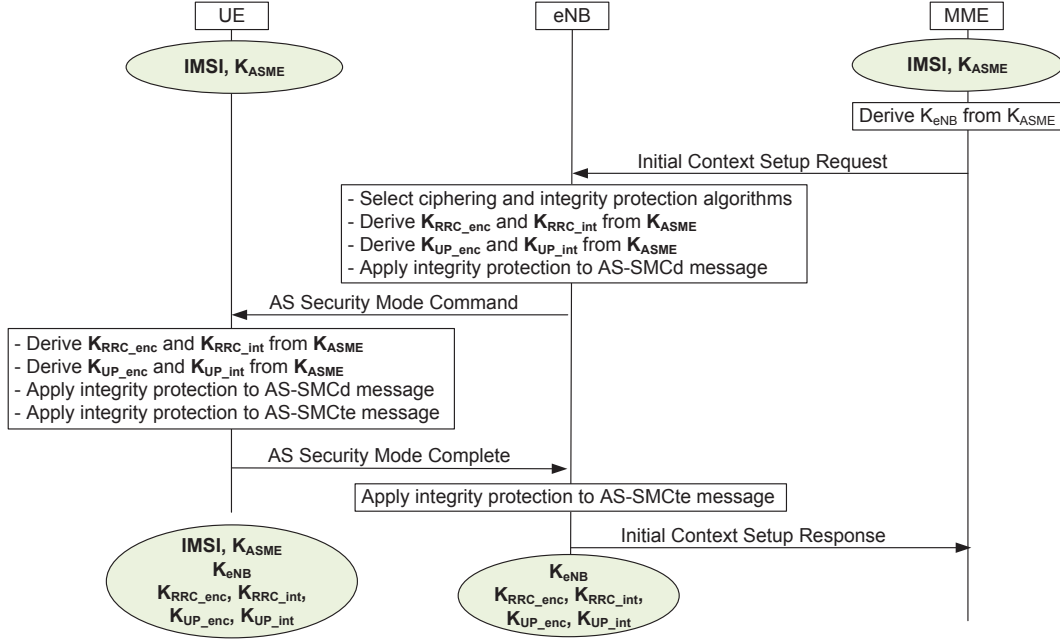 UE
eNB
MME
IMSI, KASME
IMSI, KASME
Derive KeNB from KASME
Initial Context Setup Request
- Select ciphering and integrity protection algorithms
- Derive KRRC_enc and KRRC_int from KASME
- Derive KUP_enc and KUP_int from KASME
- Apply integrity protection to AS-SMCd message
AS Security Mode Command
- Derive KRRC_enc and KRRC_int from KASME
- Derive KUP_enc and KUP_int from KASME
- Apply integrity protection to AS-SMCd message
- Apply integrity protection to AS-SMCte message
AS Security Mode Complete
Apply integrity protection to AS-SMCte message
Initial Context Setup Response
IMSI, KASME
KeNB
KRRC_enc, KRRC_int,
KUP_enc, KUP_int
KeNB
KRRC_enc, KRRC_int,
KUP_enc, KUP_int